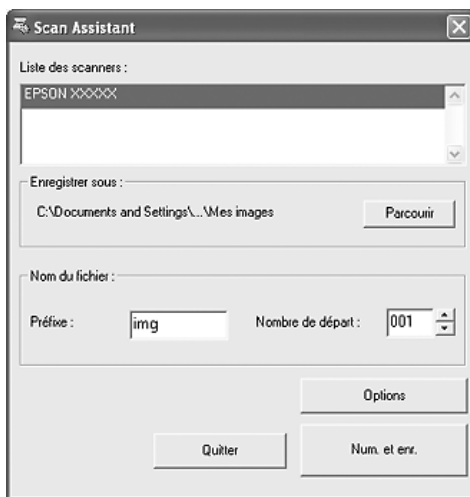 Scan Assistant
Liste des scanners :
EPSON XXXXX
Enregistrer sous :
C:\Documents and Settings\...\Mes images
Parcourir
Nom du fichier :
Préfixe : img Nombre de départ : 001
Options
Quitter Num. et enr.